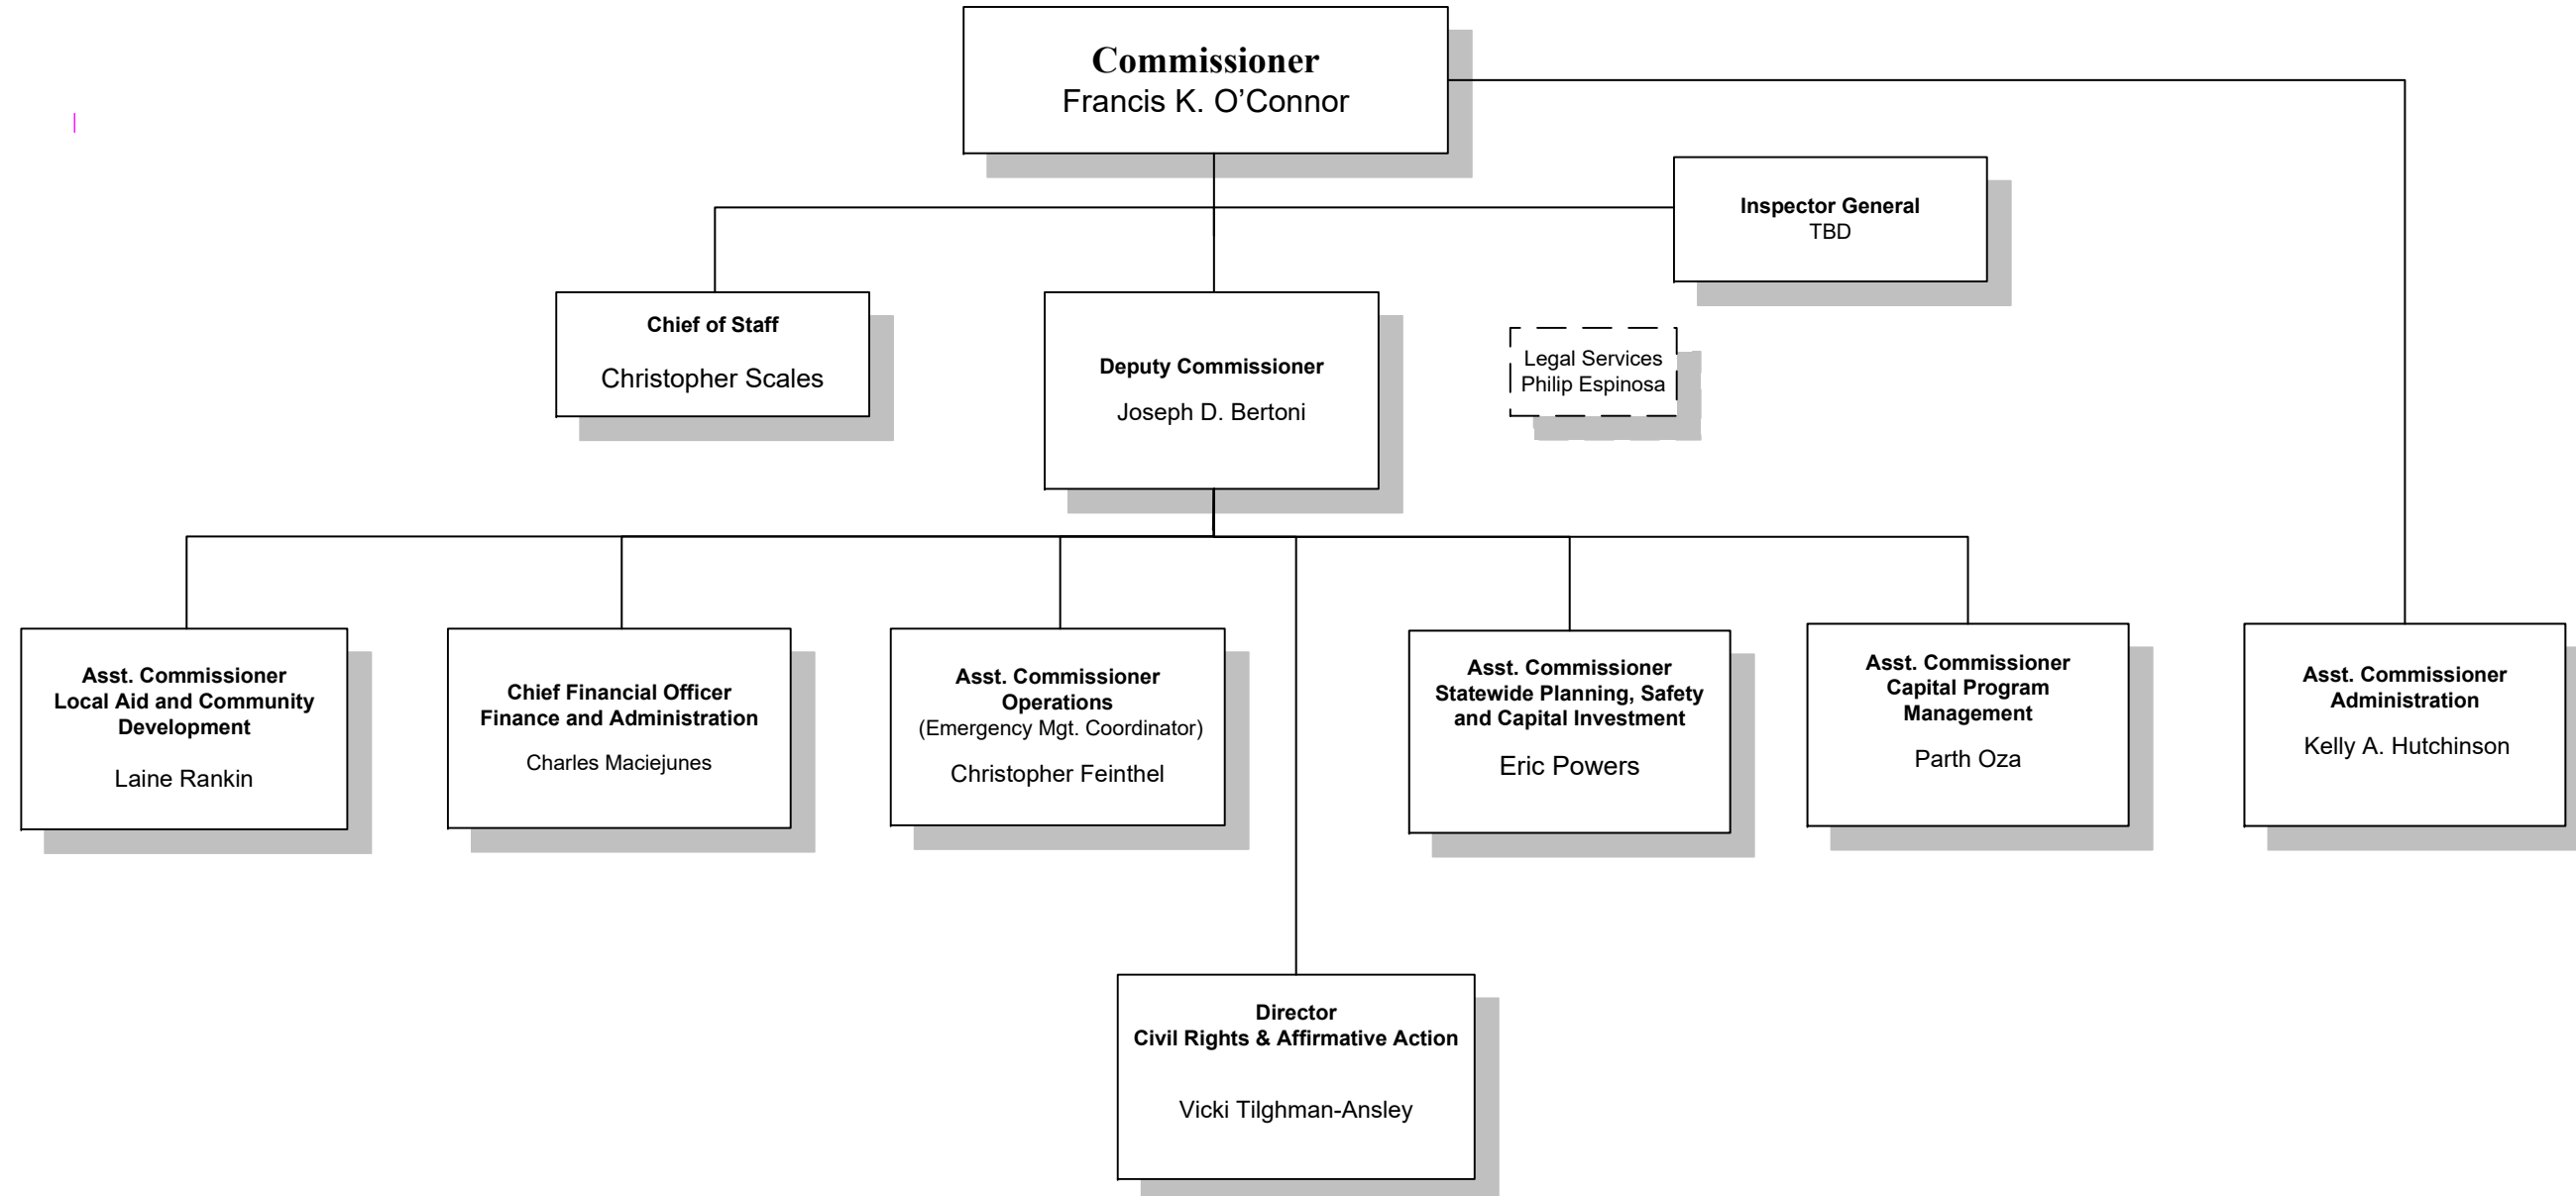 Commissioner
Francis K. O’Connor
Inspector General
TBD
Chief of Staff
Christopher Scales
Deputy Commissioner
Joseph D. Bertoni
Legal Services
Philip Espinosa
Asst. Commissioner
Local Aid and Community
Development
Laine Rankin
Chief Financial Officer
Finance and Administration
Charles Maciejunes
Asst. Commissioner
Operations
(Emergency Mgt. Coordinator)
Christopher Feinthel
Asst. Commissioner
Statewide Planning, Safety
and Capital Investment
Eric Powers
Asst. Commissioner
Capital Program
Management
Parth Oza
Asst. Commissioner
Administration
Kelly A. Hutchinson
Director
Civil Rights & Affirmative Action
Vicki Tilghman-Ansley